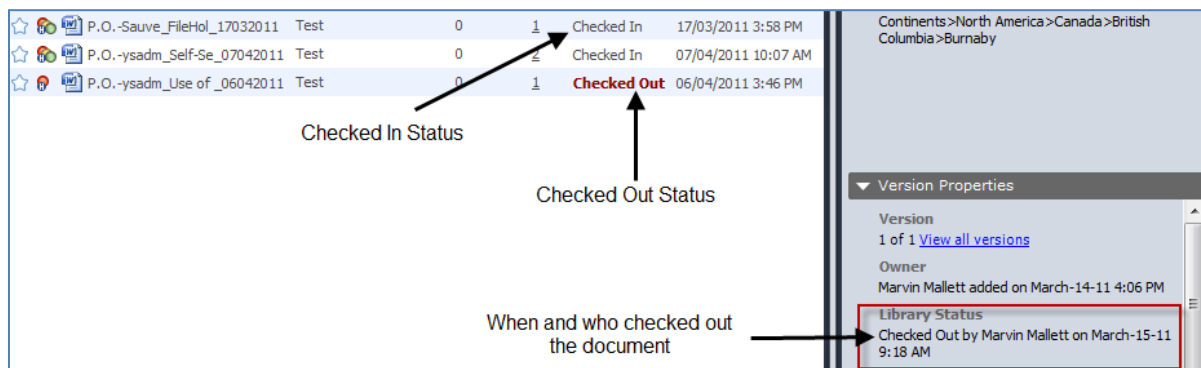 P.O.-Sauve_FileHol_17032011 Test 0 1 Checked In 17/03/2011 3:58 PM
P.O.-ysadm_Self-Se_07042011 Test 0 2 Checked In 07/04/2011 10:07 AM
P.O.-ysadm_Use of _06042011 Test 0 1 Checked Out 06/04/2011 3:46 PM
Checked In Status
Checked Out Status
When and who checked out
the document
Continents>North America>Canada>British
Columbia>Burnaby
Version Properties
Version
1 of 1 View all versions
Owner
Marvin Mallett added on March-14-11 4:06 PM
Library Status
Checked Out by Marvin Mallett on March-15-11
9:18 AM